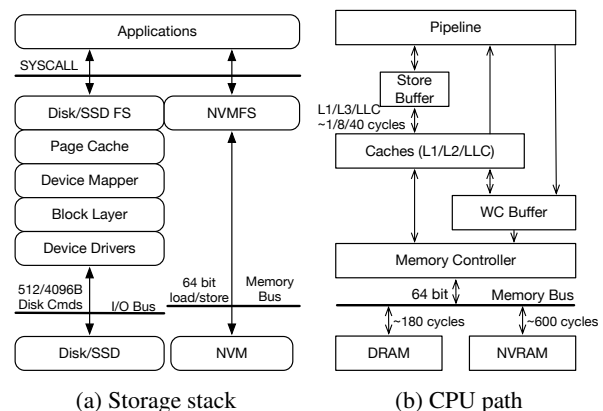 Applications
SYSCALL
Disk/SSD FS
NVMFS
Page Cache
Device Mapper
Block Layer
Device Drivers
512/4096B
Disk Cmds
I/O Bus
64 bit
load/store
Memory
Bus
Disk/SSD
NVM
(a) Storage stack
Pipeline
Store
Buffer
L1/L3/LLC
~1/8/40 cycles
Caches (L1/L2/LLC)
WC Buffer
Memory Controller
64 bit
Memory Bus
~180 cycles
~600 cycles
DRAM
NVRAM
(b) CPU path